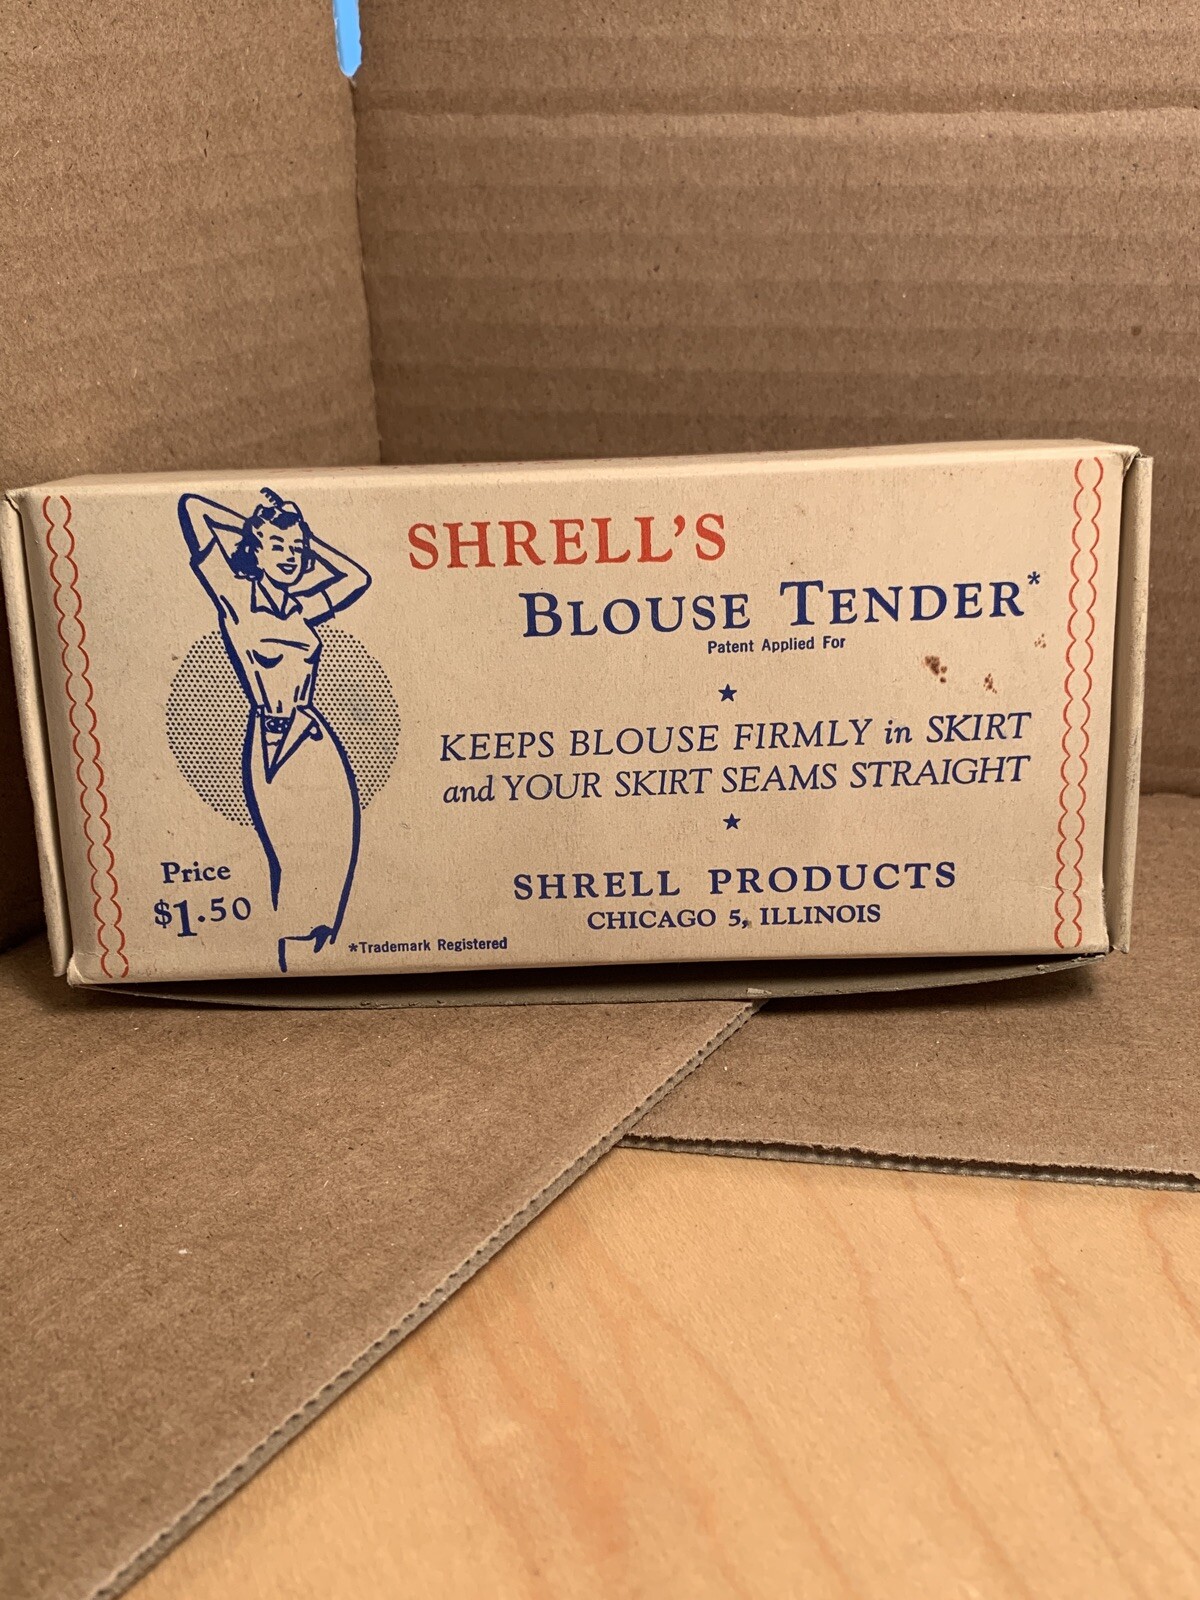 SHRELL'S
BLOUSE TENDER*
Patent Applied For
★
KEEPS BLOUSE FIRMLY in SKIRT
and YOUR SKIRT SEAMS STRAIGHT
★
SHRELL PRODUCTS
CHICAGO 5, ILLINOIS
Price
$1.50
*Trademark Registered